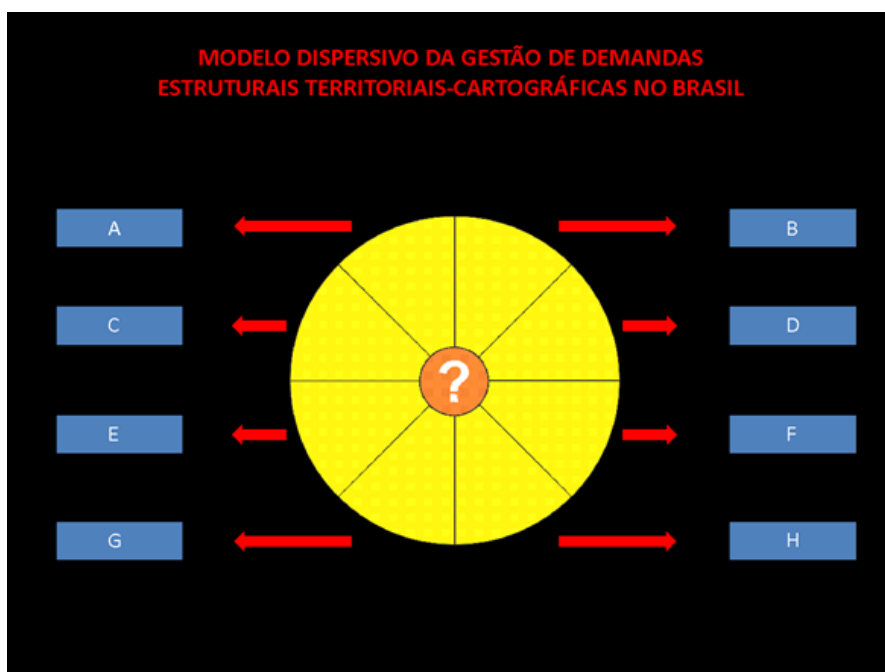 MODELO DISPERSIVO DA GESTÃO DE DEMANDAS
ESTRUTURAIS TERRITORIAIS-CARTOGRÁFICAS NO BRASIL
A
B
C
D
?
E
F
G
H